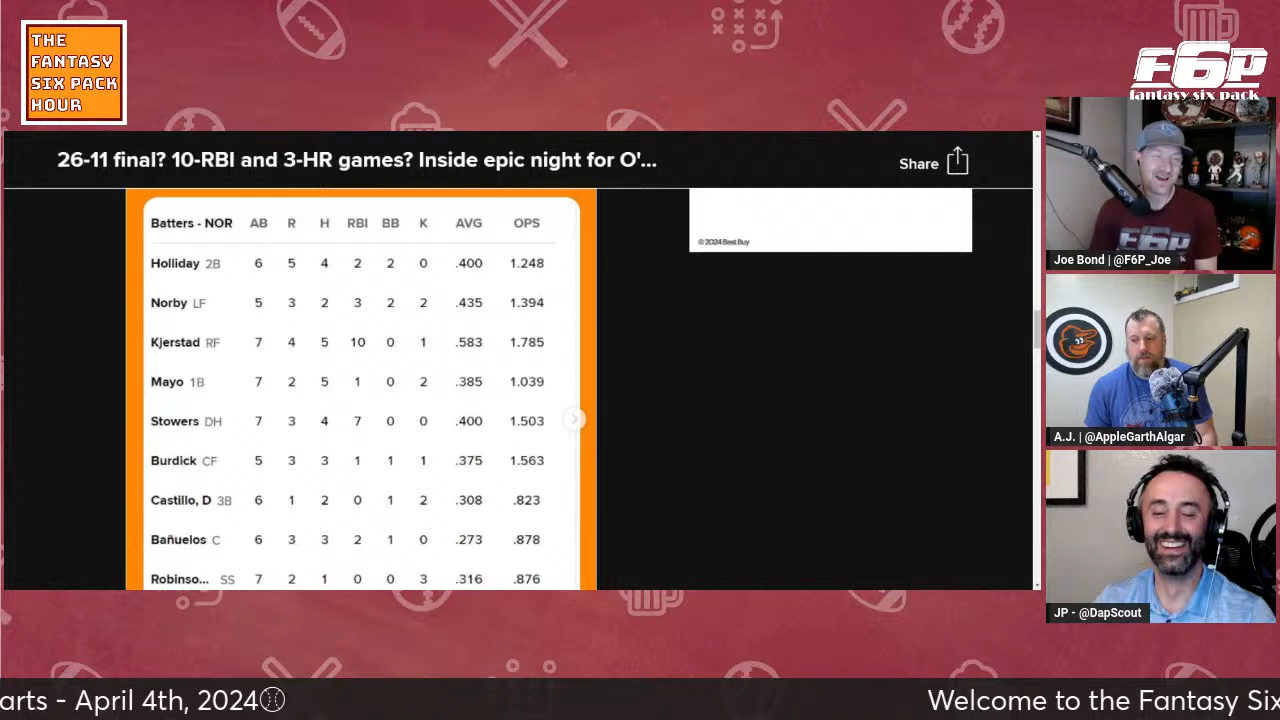 THE
FANTASY
SIX PACK
HOUR
F6P
fantasy six pack
26-11 final? 10-RBI and 3-HR games? Inside epic night for O'...
Share
Batters - NOR AB R H RBI BB K AVG OPS
Holliday 2B 6 5 4 2 2 0 .400 1.248
Norby LF 5 3 2 3 2 2 .435 1.394
Kjerstad RF 7 4 5 10 0 1 .583 1.785
Mayo 1B 7 2 5 1 0 2 .385 1.039
Stowers DH 7 3 4 7 0 0 .400 1.503
Burdick CF 5 3 3 1 1 1 .375 1.563
Castillo, D 3B 6 1 2 0 1 2 .308 .823
Bañuelos C 6 3 3 2 1 0 .273 .878
Robinso... SS 7 2 1 0 0 3 .316 .876
© 2024 Best Buy
F6P
Joe Bond | @F6P_Joe
A.J. | @AppleGarthAlgar
JP - @DapScout
arts - April 4th, 2024
Welcome to the Fantasy Six